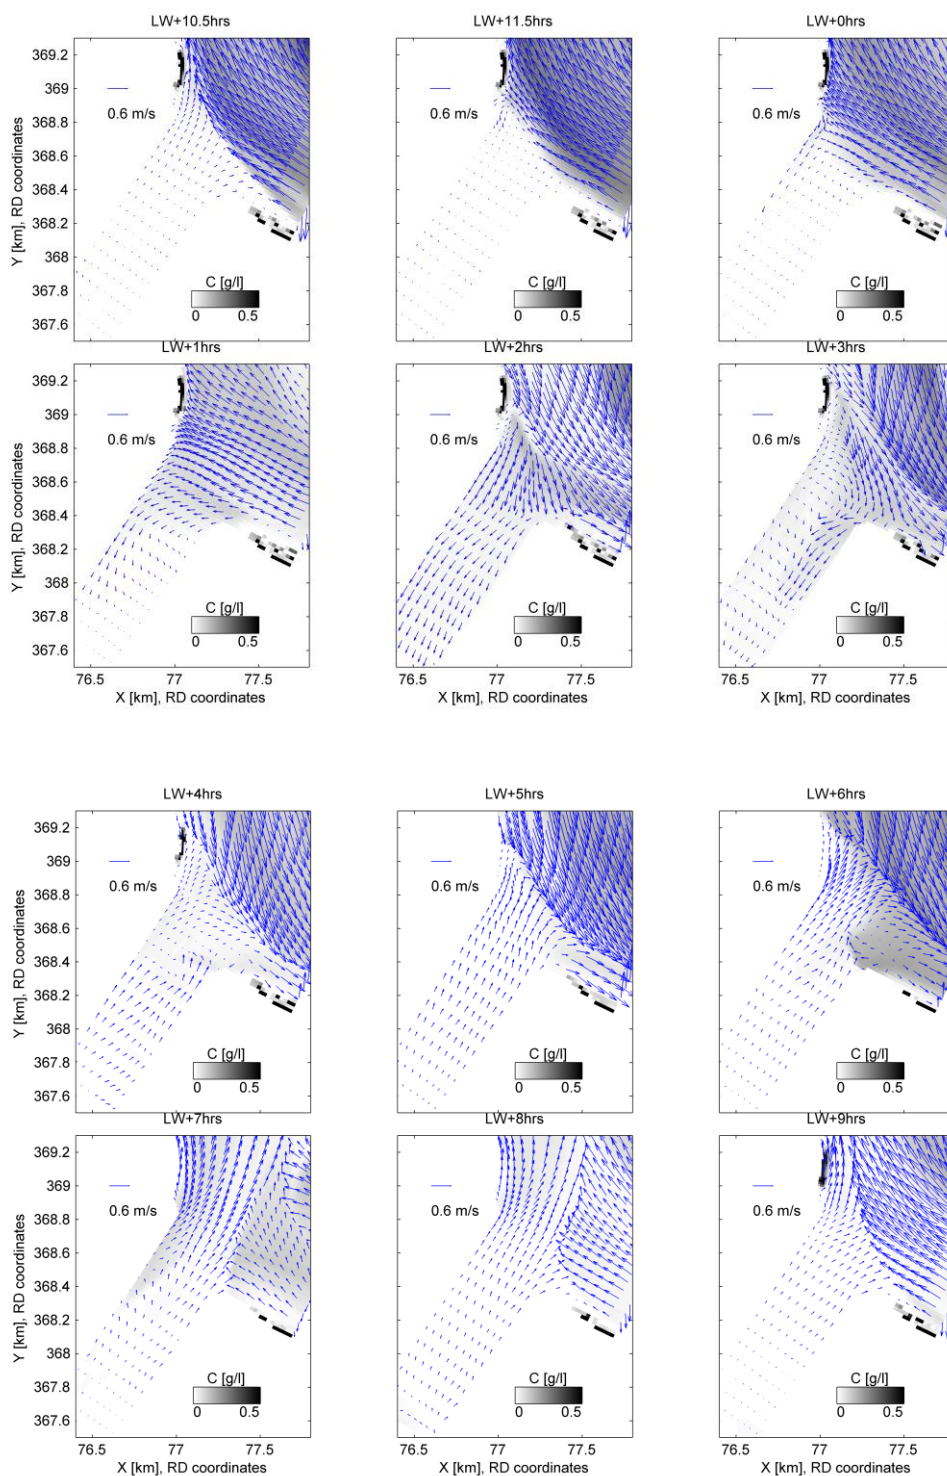 LW+10.5hrs LW+11.5hrs LW+0hrs
369.2
369
368.8
368.6
368.4
368.2
368
367.8
367.6
Y [km], RD coordinates
0.6 m/s 0.6 m/s 0.6 m/s
C [g/l] C [g/l] C [g/l]
0 0.5 0 0.5 0 0.5
LW+1hrs LW+2hrs LW+3hrs
369.2
369
368.8
368.6
368.4
368.2
368
367.8
367.6
Y [km], RD coordinates
0.6 m/s 0.6 m/s 0.6 m/s
C [g/l] C [g/l] C [g/l]
0 0.5 0 0.5 0 0.5
76.5 77 77.5 76.5 77 77.5 76.5 77 77.5
X [km], RD coordinates X [km], RD coordinates X [km], RD coordinates
LW+4hrs LW+5hrs LW+6hrs
369.2
369
368.8
368.6
368.4
368.2
368
367.8
367.6
Y [km], RD coordinates
0.6 m/s 0.6 m/s 0.6 m/s
C [g/l] C [g/l] C [g/l]
0 0.5 0 0.5 0 0.5
LW+7hrs LW+8hrs LW+9hrs
369.2
369
368.8
368.6
368.4
368.2
368
367.8
367.6
Y [km], RD coordinates
0.6 m/s 0.6 m/s 0.6 m/s
C [g/l] C [g/l] C [g/l]
0 0.5 0 0.5 0 0.5
76.5 77 77.5 76.5 77 77.5 76.5 77 77.5
X [km], RD coordinates X [km], RD coordinates X [km], RD coordinates